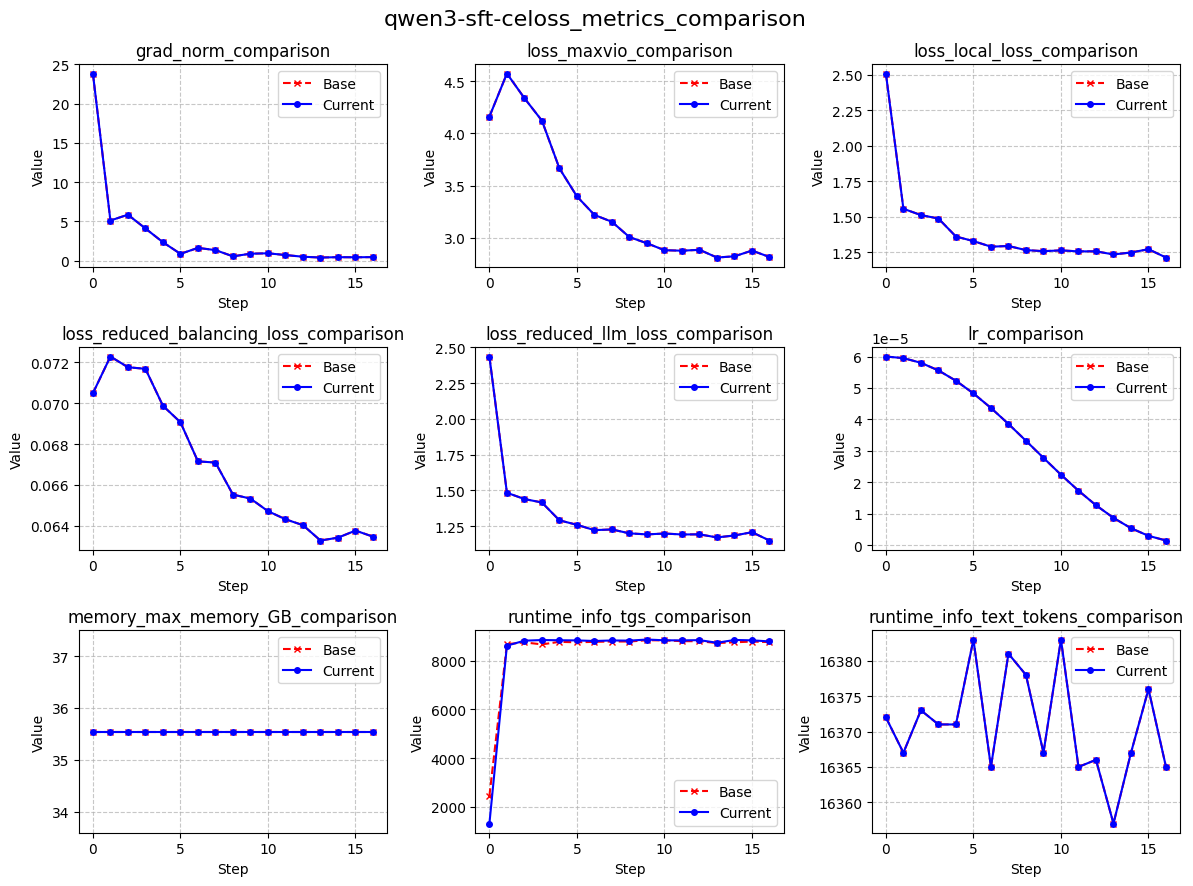 qwen3-sft-celoss_metrics_comparison
grad_norm_comparison
25
20
15
10
5
0
Value
0 5 10 15
Step
Base
Current
loss_maxvio_comparison
4.5
4.0
3.5
3.0
Value
0 5 10 15
Step
Base
Current
loss_local_loss_comparison
2.50
2.25
2.00
1.75
1.50
1.25
Value
0 5 10 15
Step
Base
Current
loss_reduced_balancing_loss_comparison
0.072
0.070
0.068
0.066
0.064
Value
0 5 10 15
Step
Base
Current
loss_reduced_llm_loss_comparison
2.50
2.25
2.00
1.75
1.50
1.25
Value
0 5 10 15
Step
Base
Current
lr_comparison
1e−5
6
5
4
3
2
1
0
Value
0 5 10 15
Step
Base
Current
memory_max_memory_GB_comparison
37
36
35
34
Value
0 5 10 15
Step
Base
Current
runtime_info_tgs_comparison
8000
6000
4000
2000
Value
0 5 10 15
Step
Base
Current
runtime_info_text_tokens_comparison
16380
16375
16370
16365
16360
Value
0 5 10 15
Step
Base
Current